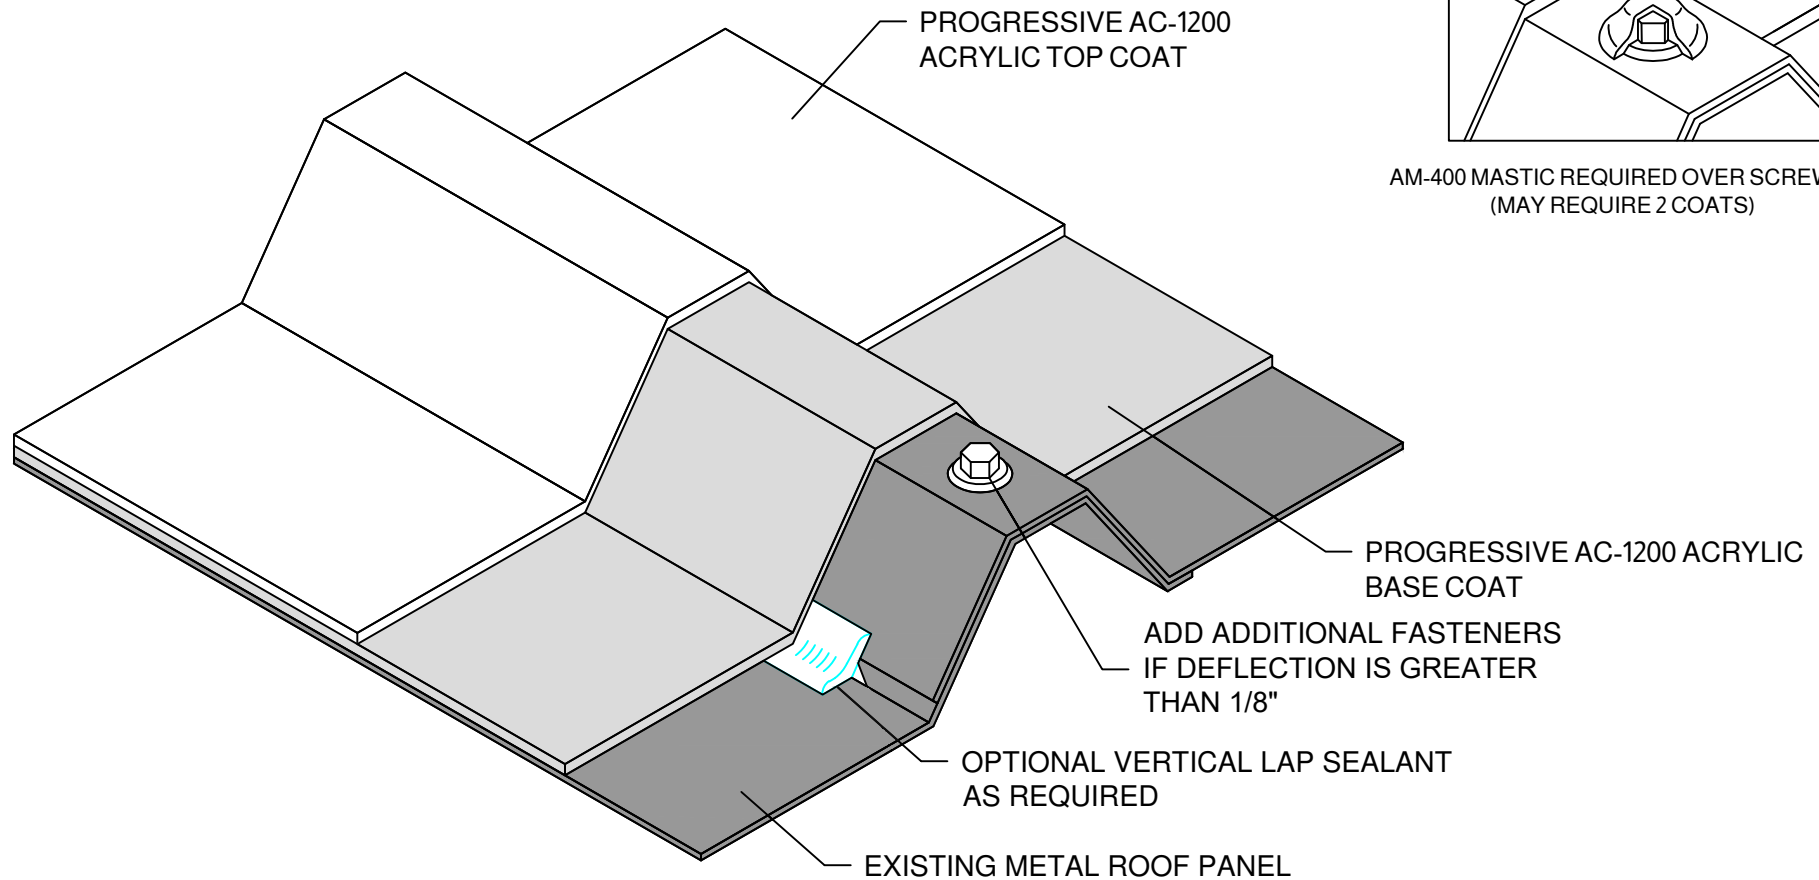 PROGRESSIVE AC-1200
ACRYLIC TOP COAT
AM-400 MASTIC REQUIRED OVER
(MAY REQUIRE 2 COATS)
PROGRESSIVE AC-1200 ACRYLIC
BASE COAT
ADD ADDITIONAL FASTENERS
IF DEFLECTION IS GREATER
THAN 1/8"
OPTIONAL VERTICAL LAP SEALANT
AS REQUIRED
EXISTING METAL ROOF PANEL